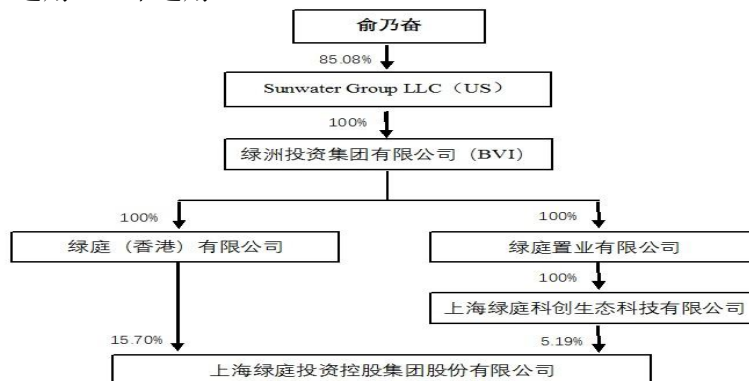 俞乃奋
85.08%
Sunwater Group LLC（US）
100%
绿洲投资集团有限公司 (BVI)
100%
100%
绿庭（香港）有限公司
绿庭置业有限公司
100%
上海绿庭科创生态科技有限公司
15.70%
5.19%
上海绿庭投资控股集团股份有限公司